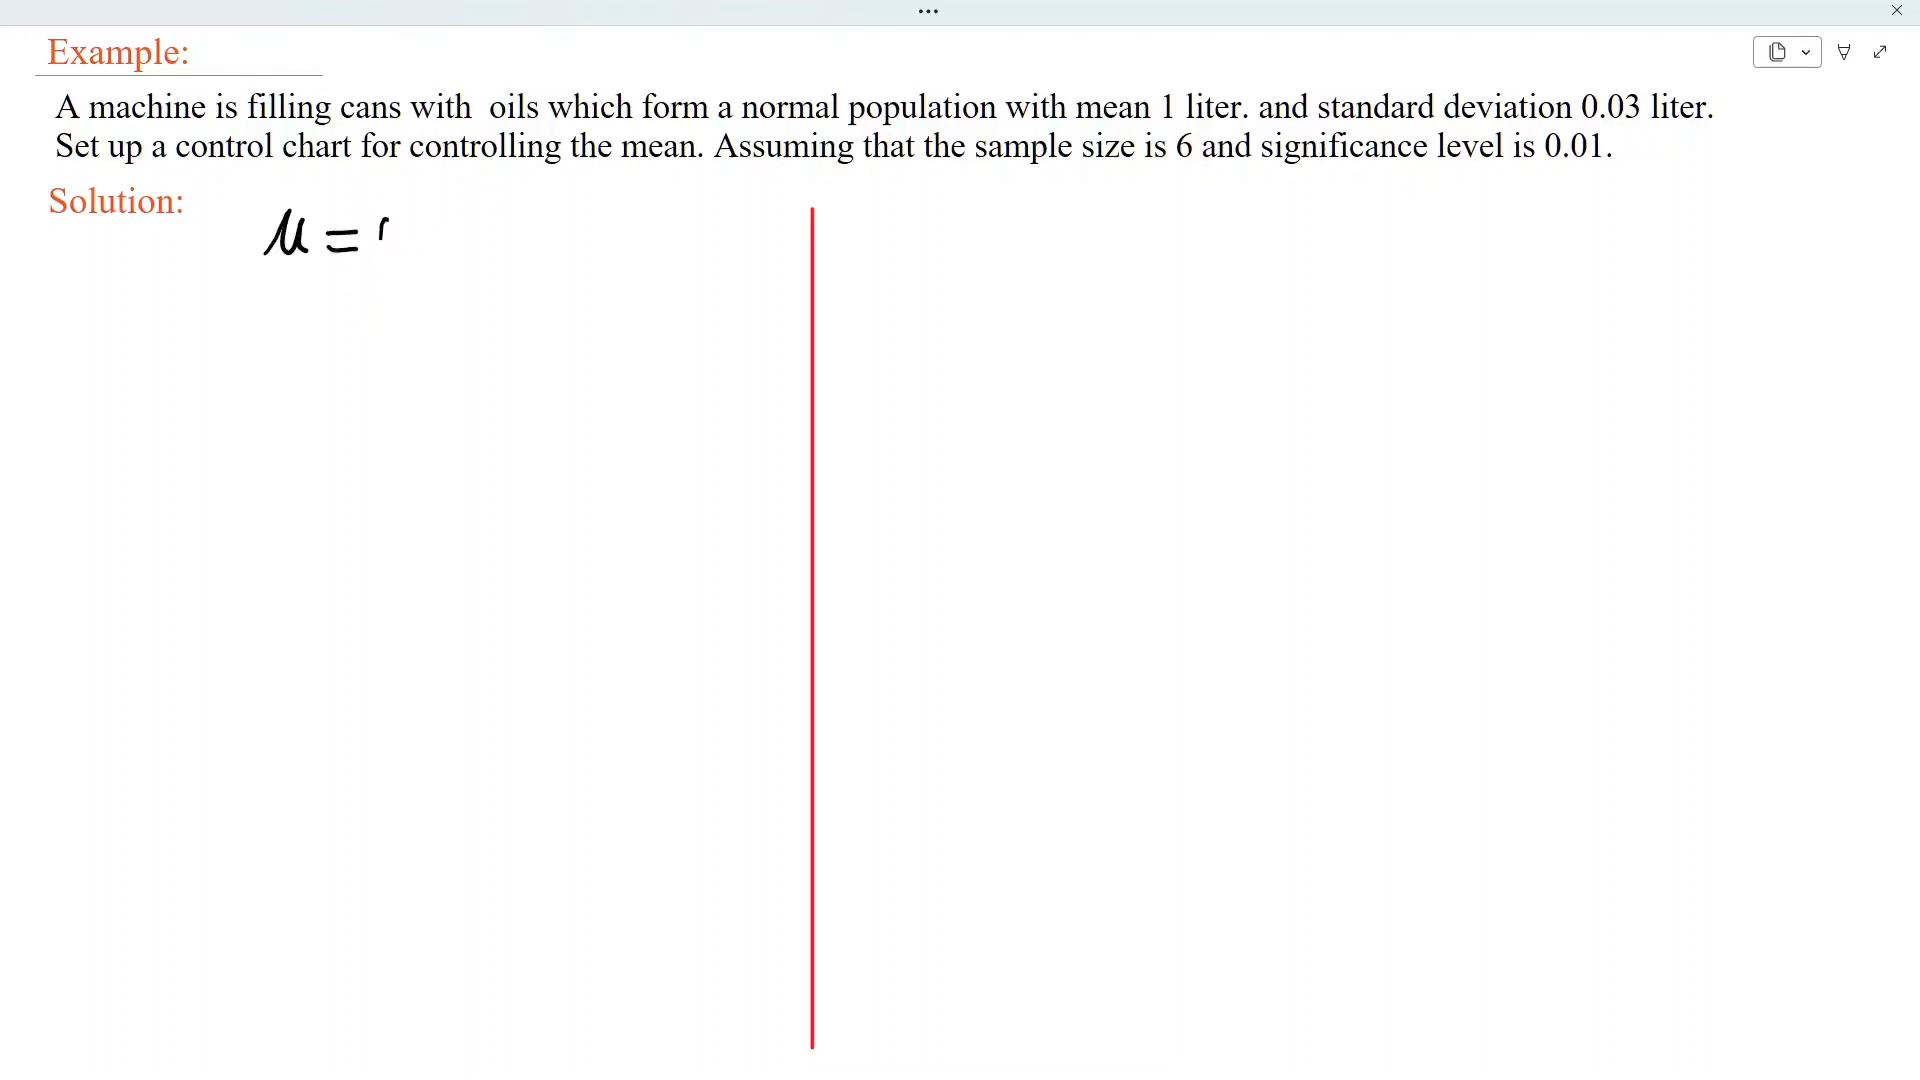 Example:
A machine is filling cans with oils which form a normal population with mean 1 liter. and standard deviation 0.03 liter.
Set up a control chart for controlling the mean. Assuming that the sample size is 6 and significance level is 0.01.
Solution:
μ =